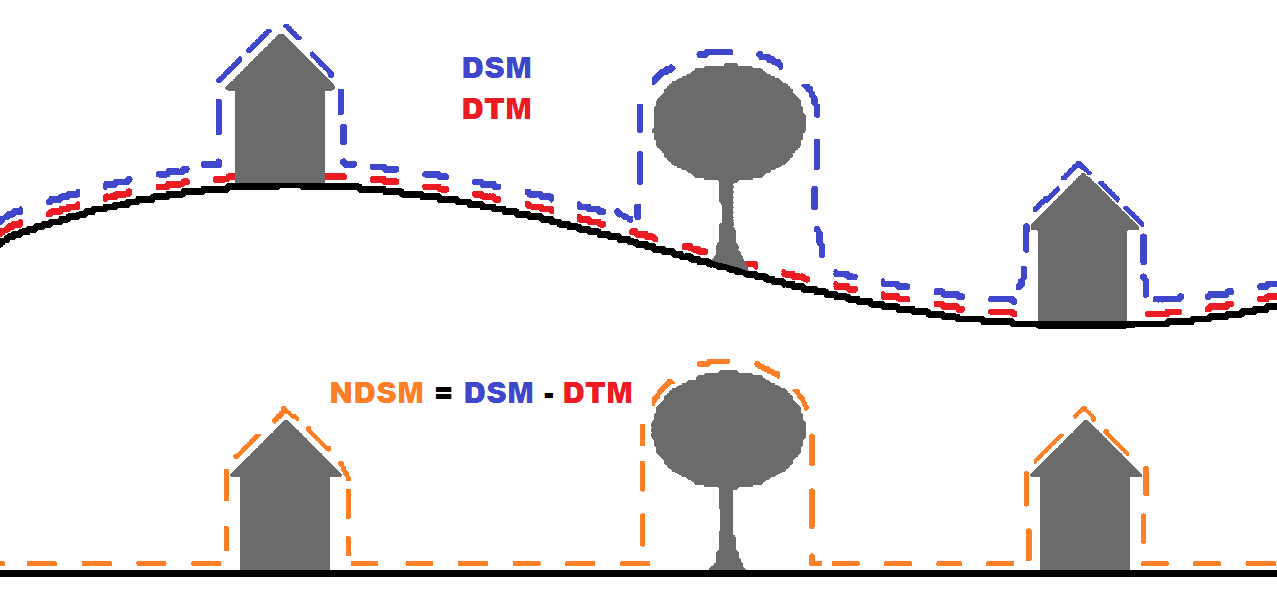 DSM
DTM
NDSM = DSM - DTM